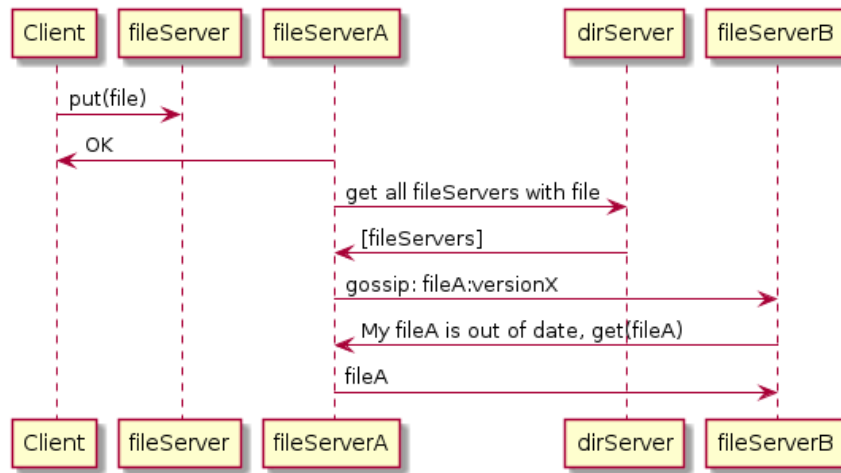 Client fileServer fileServerA dirServer fileServerB
put(file)
OK
get all fileServers with file
[fileServers]
gossip: fileA:versionX
My fileA is out of date, get(fileA)
fileA
Client fileServer fileServerA dirServer fileServerB